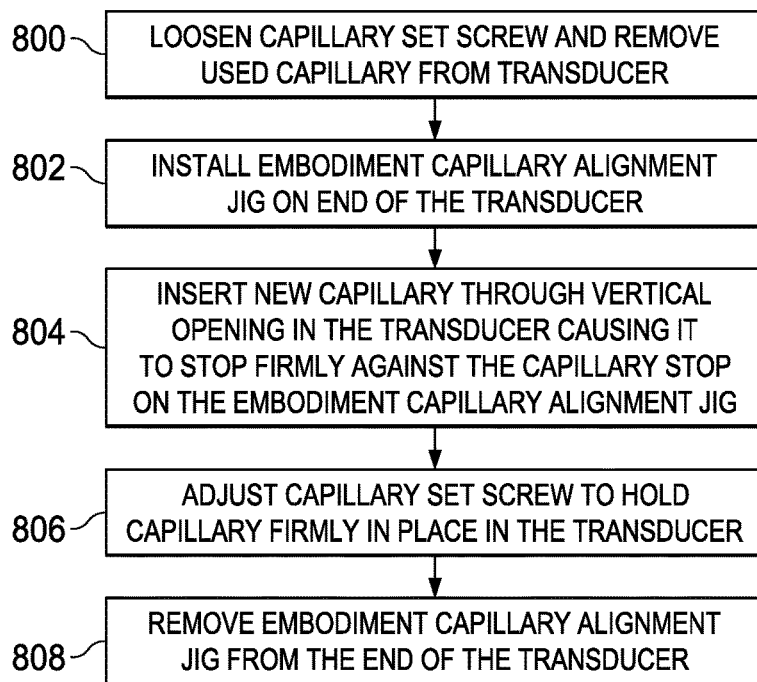 800
LOOSEN CAPILLARY SET SCREW AND REMOVE
USED CAPILLARY FROM TRANSDUCER
802
INSTALL EMBODIMENT CAPILLARY ALIGNMENT
JIG ON END OF THE TRANSDUCER
804
INSERT NEW CAPILLARY THROUGH VERTICAL
OPENING IN THE TRANSDUCER CAUSING IT
TO STOP FIRMLY AGAINST THE CAPILLARY STOP
ON THE EMBODIMENT CAPILLARY ALIGNMENT JIG
806
ADJUST CAPILLARY SET SCREW TO HOLD
CAPILLARY FIRMLY IN PLACE IN THE TRANSDUCER
808
REMOVE EMBODIMENT CAPILLARY ALIGNMENT
JIG FROM THE END OF THE TRANSDUCER